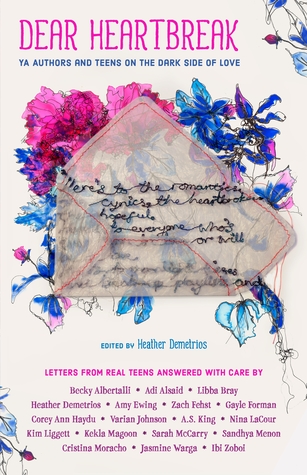 DEAR HEARTBREAK
YA AUTHORS AND TEENS ON THE DARK SIDE OF LOVE
Here's to the romantics,
cynics, the heartbroken
hopeful.
to everyone who's
or will
and
EDITED BY Heather Demetrios
LETTERS FROM REAL TEENS ANSWERED WITH CARE BY
Becky Albertalli • Adi Alsaid • Libba Bray
Heather Demetrios • Amy Ewing • Zach Fehst • Gayle Forman
Corey Ann Haydu • Varian Johnson • A.S. King • Nina LaCour
Kim Liggett • Kekla Magoon • Sarah McCarry • Sandhya Menon
Cristina Moracho • Jasmine Warga • Ibi Zoboi